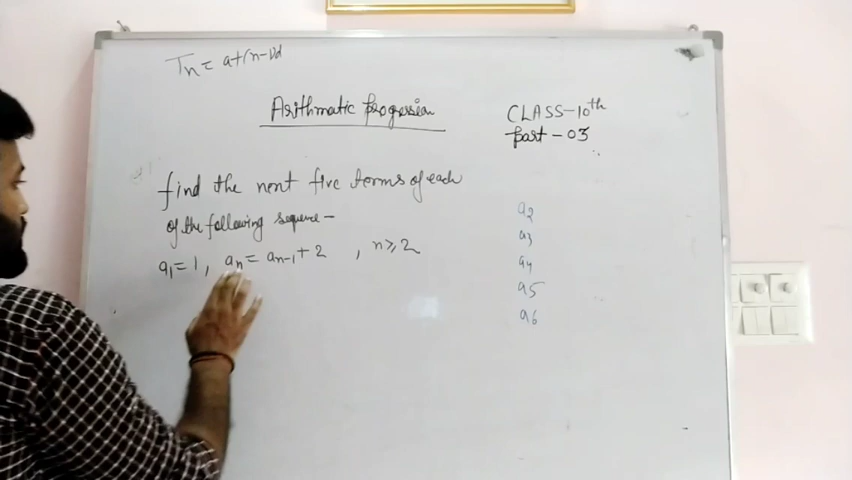 Tn = a+(n-1)d
Arithmatic progression
CLASS-10th
Part-03
find the next five terms of each
of the following sequence-
a1=1, an = an-1+2 , n≥2
a2
a3
a4
a5
a6